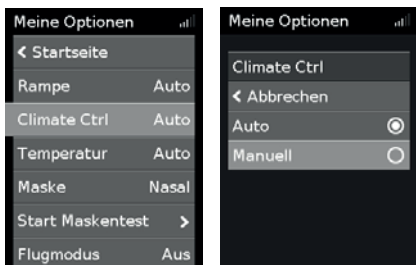 Meine Optionen
< Startseite
Rampe Auto
Climate Ctrl Auto
Temperatur Auto
Maske Nasal
Start Maskentest >
Flugmodus Aus
Meine Optionen
Climate Ctrl
< Abbrechen
Auto
Manuell